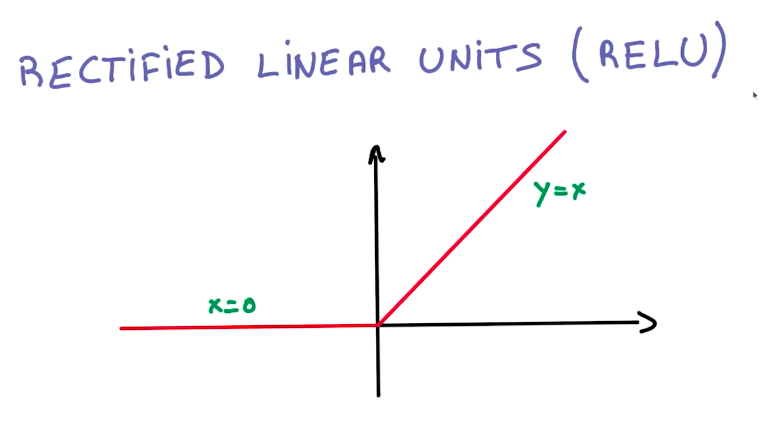 RECTiFiED LiNEAR UNiTS (RELU)
y=x
x=0